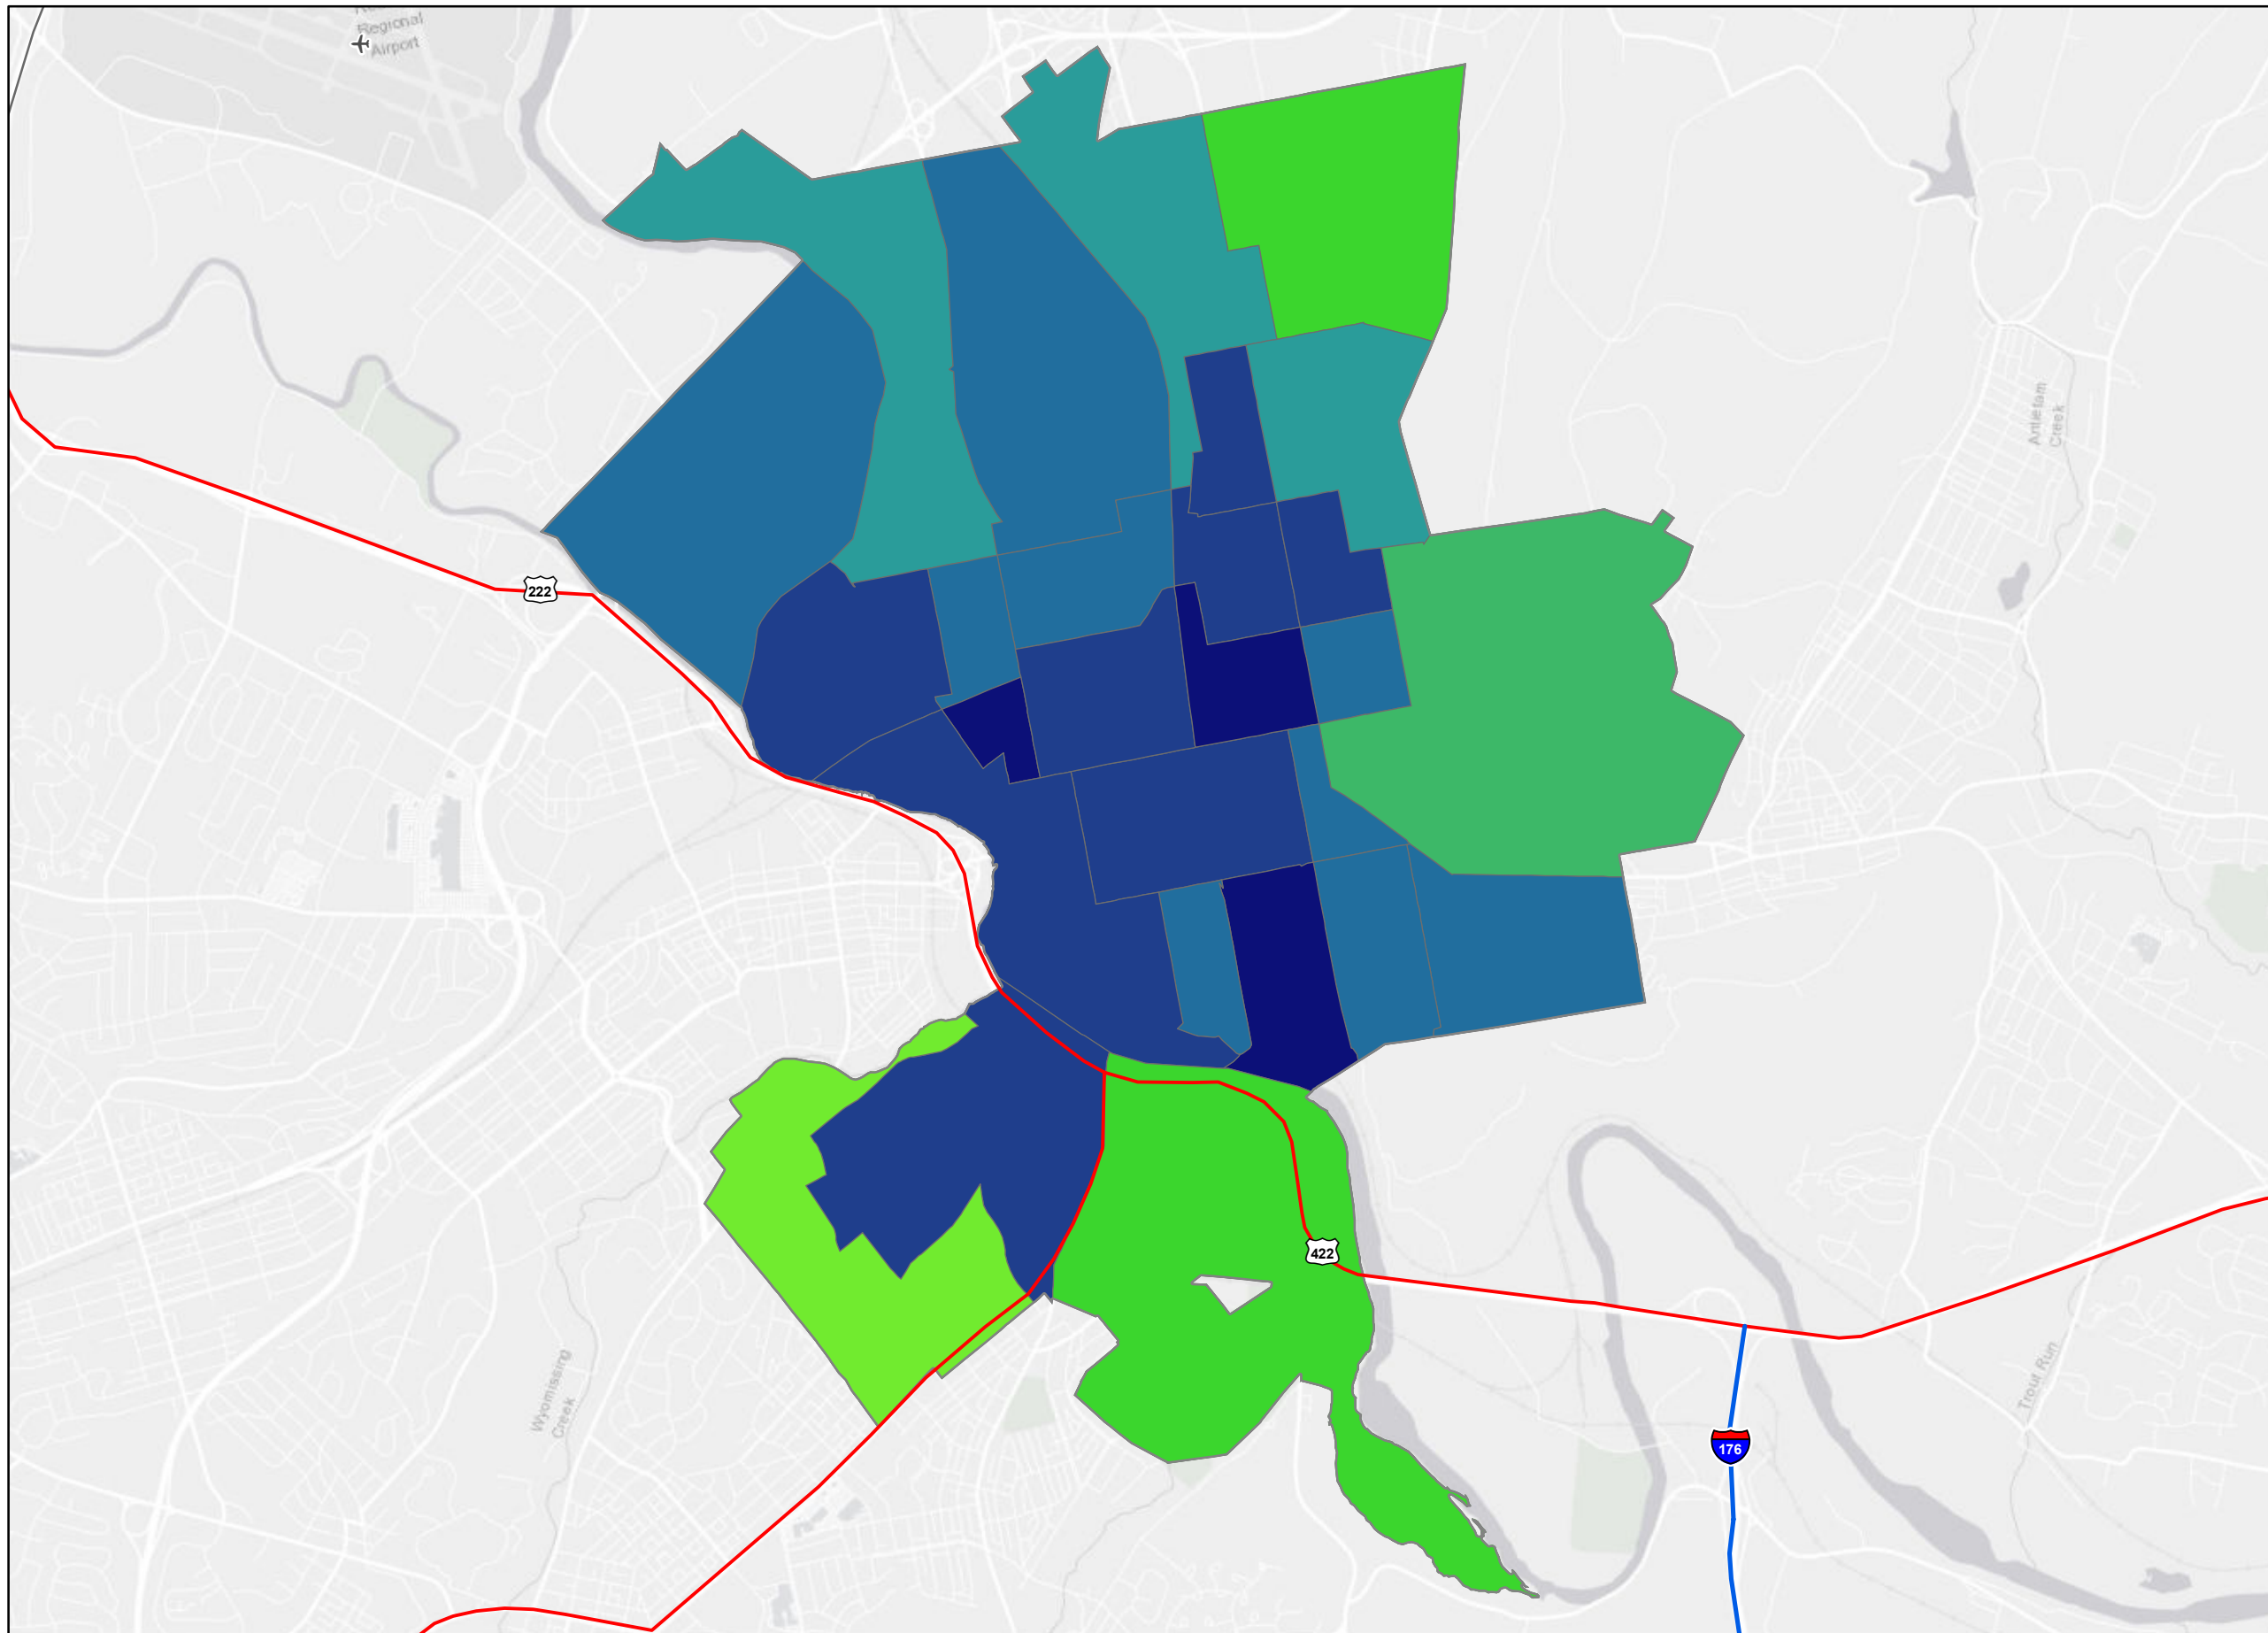 Regional
Airport
Antietam
Creek
222
422
Wyomissing
Creek
Trout Run
176